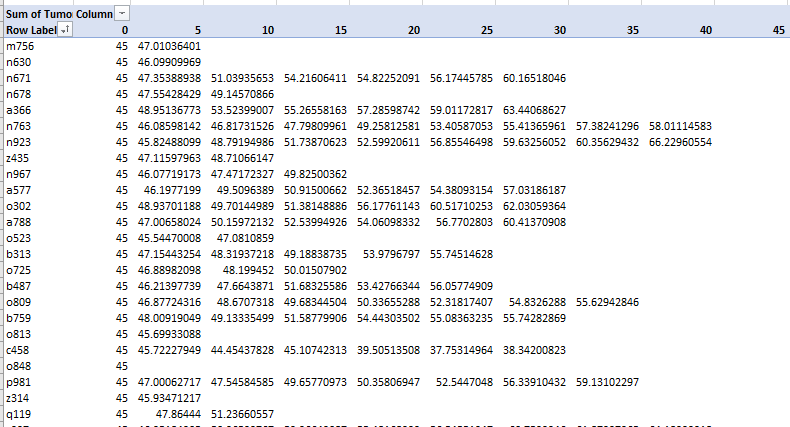 Sum of Tumo Column
Row Label 0 5 10 15 20 25 30 35 40 45
m756 45 47.01036401
n630 45 46.09909969
n671 45 47.35388938 51.03935653 54.21606411 54.82252091 56.17445785 60.16518046
n678 45 47.55428429 49.14570866
a366 45 48.95136773 53.52399007 55.26558163 57.28598742 59.01172817 63.44068627
n763 45 46.08598142 46.81731526 47.79809961 49.25812581 53.40587053 55.41365961 57.38241296 58.01114583
n923 45 45.82488099 48.79194986 51.73870623 52.59920611 56.85546498 59.63256052 60.35629432 66.22960554
z435 45 47.11597963 48.71066147
n967 45 46.07719173 47.47172327 49.82500362
a577 45 46.1977199 49.5096389 50.91500662 52.36518457 54.38093154 57.03186187
o302 45 48.93701188 49.70144989 51.38148886 56.17761143 60.51710253 62.03059364
a788 45 47.00658024 50.15972132 52.53994926 54.06098332 56.7702803 60.41370908
o523 45 45.54470008 47.0810859
b313 45 47.15443254 48.31937218 49.18838735 53.9796797 55.74514628
o725 45 46.88982098 48.199452 50.01507902
b487 45 46.21397739 47.6643871 51.68325586 53.42766344 56.05774909
o809 45 46.87724316 48.6707318 49.68344504 50.33655288 52.31817407 54.8326288 55.62942846
b759 45 48.00919049 49.13335499 51.58779906 54.44303502 55.08363235 55.74282869
o813 45 45.69933088
c458 45 45.72227949 44.45437828 45.10742313 39.50513508 37.75314964 38.34200823
o848 45
p981 45 47.00062717 47.54584585 49.65770973 50.35806947 52.5447048 56.33910432 59.13102297
z314 45 45.93471217
q119 45 47.86444 51.23660557